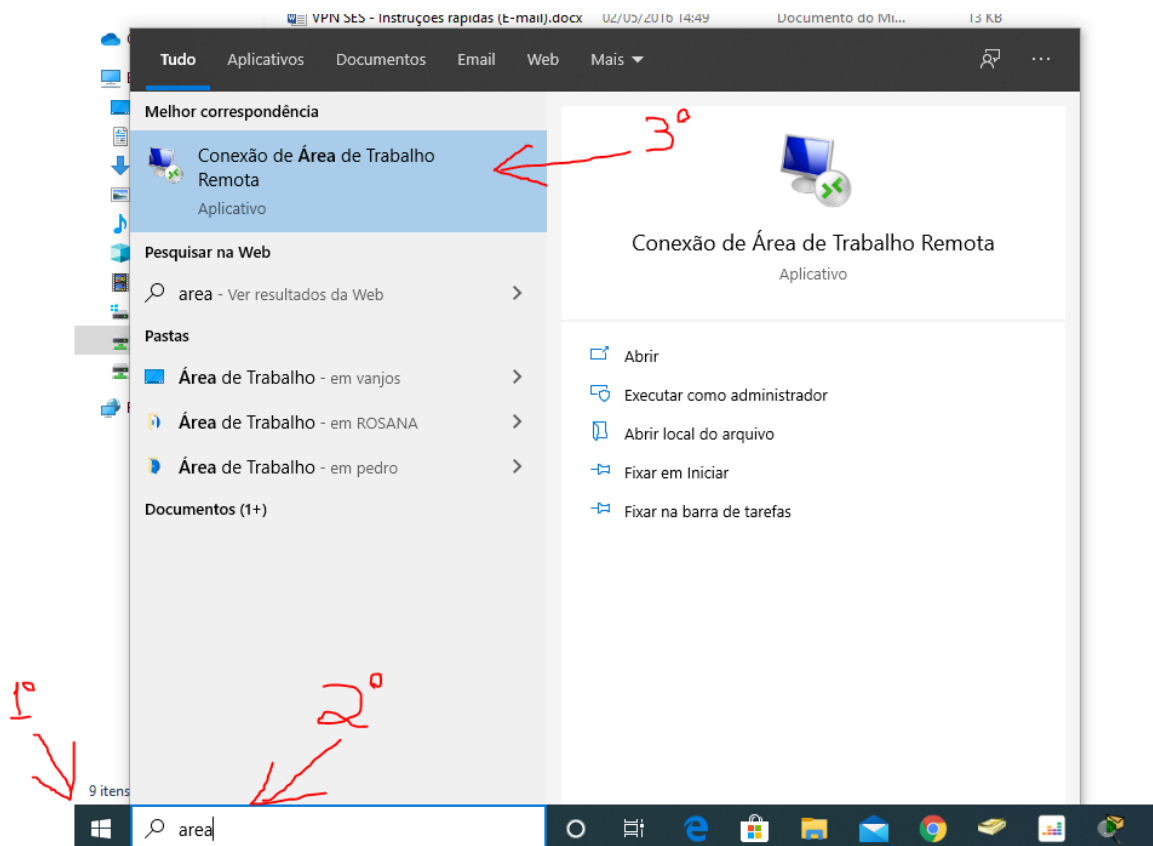 VPN SES - Instruções rápidas (E-mail).docx 02/05/2016 14:49 Documento do Mi... 13 KB
Tudo Aplicativos Documentos Email Web Mais
Melhor correspondência
Conexão de Área de Trabalho
Remota
Aplicativo
3º
Conexão de Área de Trabalho Remota
Aplicativo
Pesquisar na Web
area - Ver resultados da Web
Pastas
Área de Trabalho - em vanjos
Área de Trabalho - em ROSANA
Área de Trabalho - em pedro
Documentos (1+)
Abrir
Executar como administrador
Abrir local do arquivo
Fixar em Iniciar
Fixar na barra de tarefas
1º
2º
9 itens
area